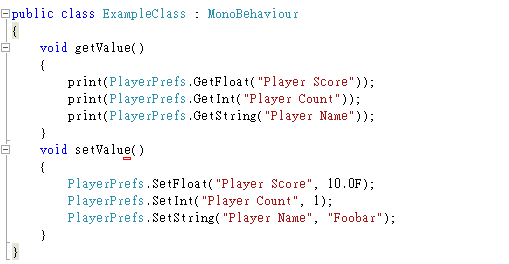 public class ExampleClass : MonoBehaviour
{
void getValue()
{
print(PlayerPrefs.GetFloat("Player Score"));
print(PlayerPrefs.GetInt("Player Count"));
print(PlayerPrefs.GetString("Player Name"));
}
void setValue()
{
PlayerPrefs.SetFloat("Player Score", 10.0F);
PlayerPrefs.SetInt("Player Count", 1);
PlayerPrefs.SetString("Player Name", "Foobar");
}
}